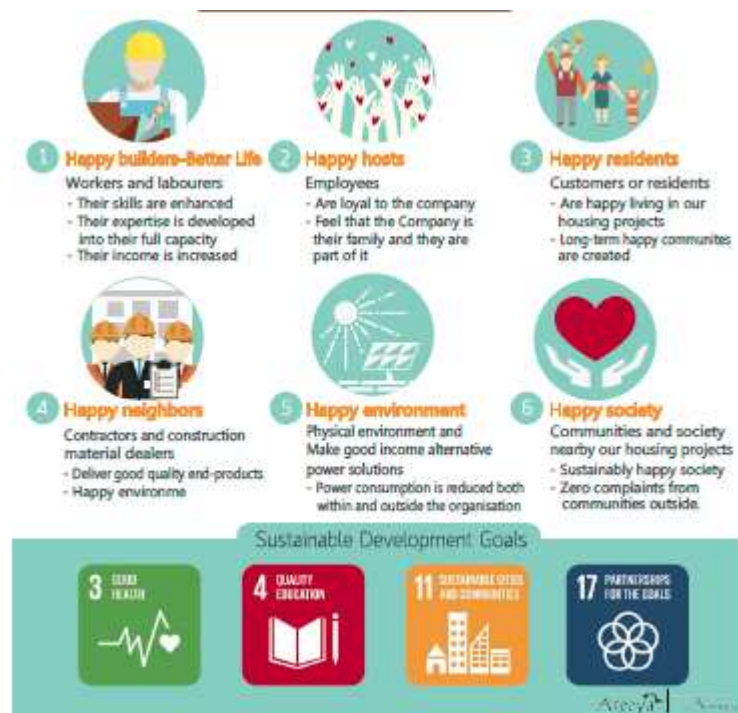 1 Happy builders-Better Life
Workers and labourers
- Their skills are enhanced
- Their expertise is developed
into their full capacity
- Their income is increased
2 Happy hosts
Employees
- Are loyal to the company
- Feel that the Company is
their family and they are
part of it
3 Happy residents
Customers or residents
- Are happy living in our
housing projects
- Long-term happy communites
are created
4 Happy neighbors
Contractors and construction
material dealers
- Deliver good quality end-products
- Happy environme
5 Happy environment
Physical environment and
Make good income alternative
power solutions
- Power consumption is reduced both
within and outside the organisation
6 Happy society
Communities and society
nearby our housing projects
- Sustainably happy society
- Zero complaints from
communities outside.
Sustainable Development Goals
3 GOOD
HEALTH
4 QUALITY
EDUCATION
11 SUSTAINABLE CITIES
AND COMMUNITIES
17 PARTNERSHIPS
FOR THE GOALS